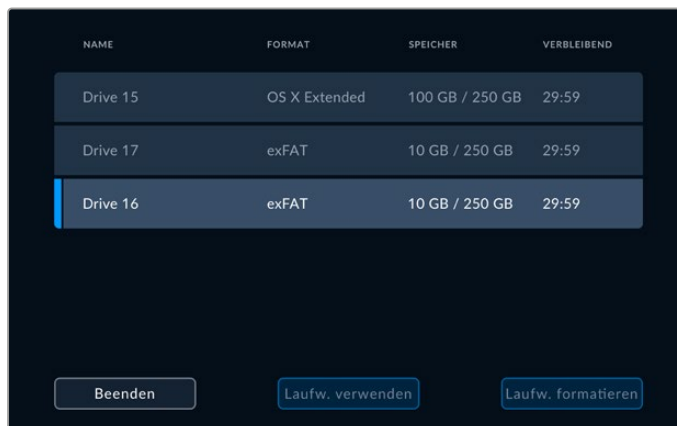 NAME FORMAT SPEICHER VERBLEIBEND
Drive 15 OS X Extended 100 GB / 250 GB 29:59
Drive 17 exFAT 10 GB / 250 GB 29:59
Drive 16 exFAT 10 GB / 250 GB 29:59
Beenden Laufw. verwenden Laufw. formatieren